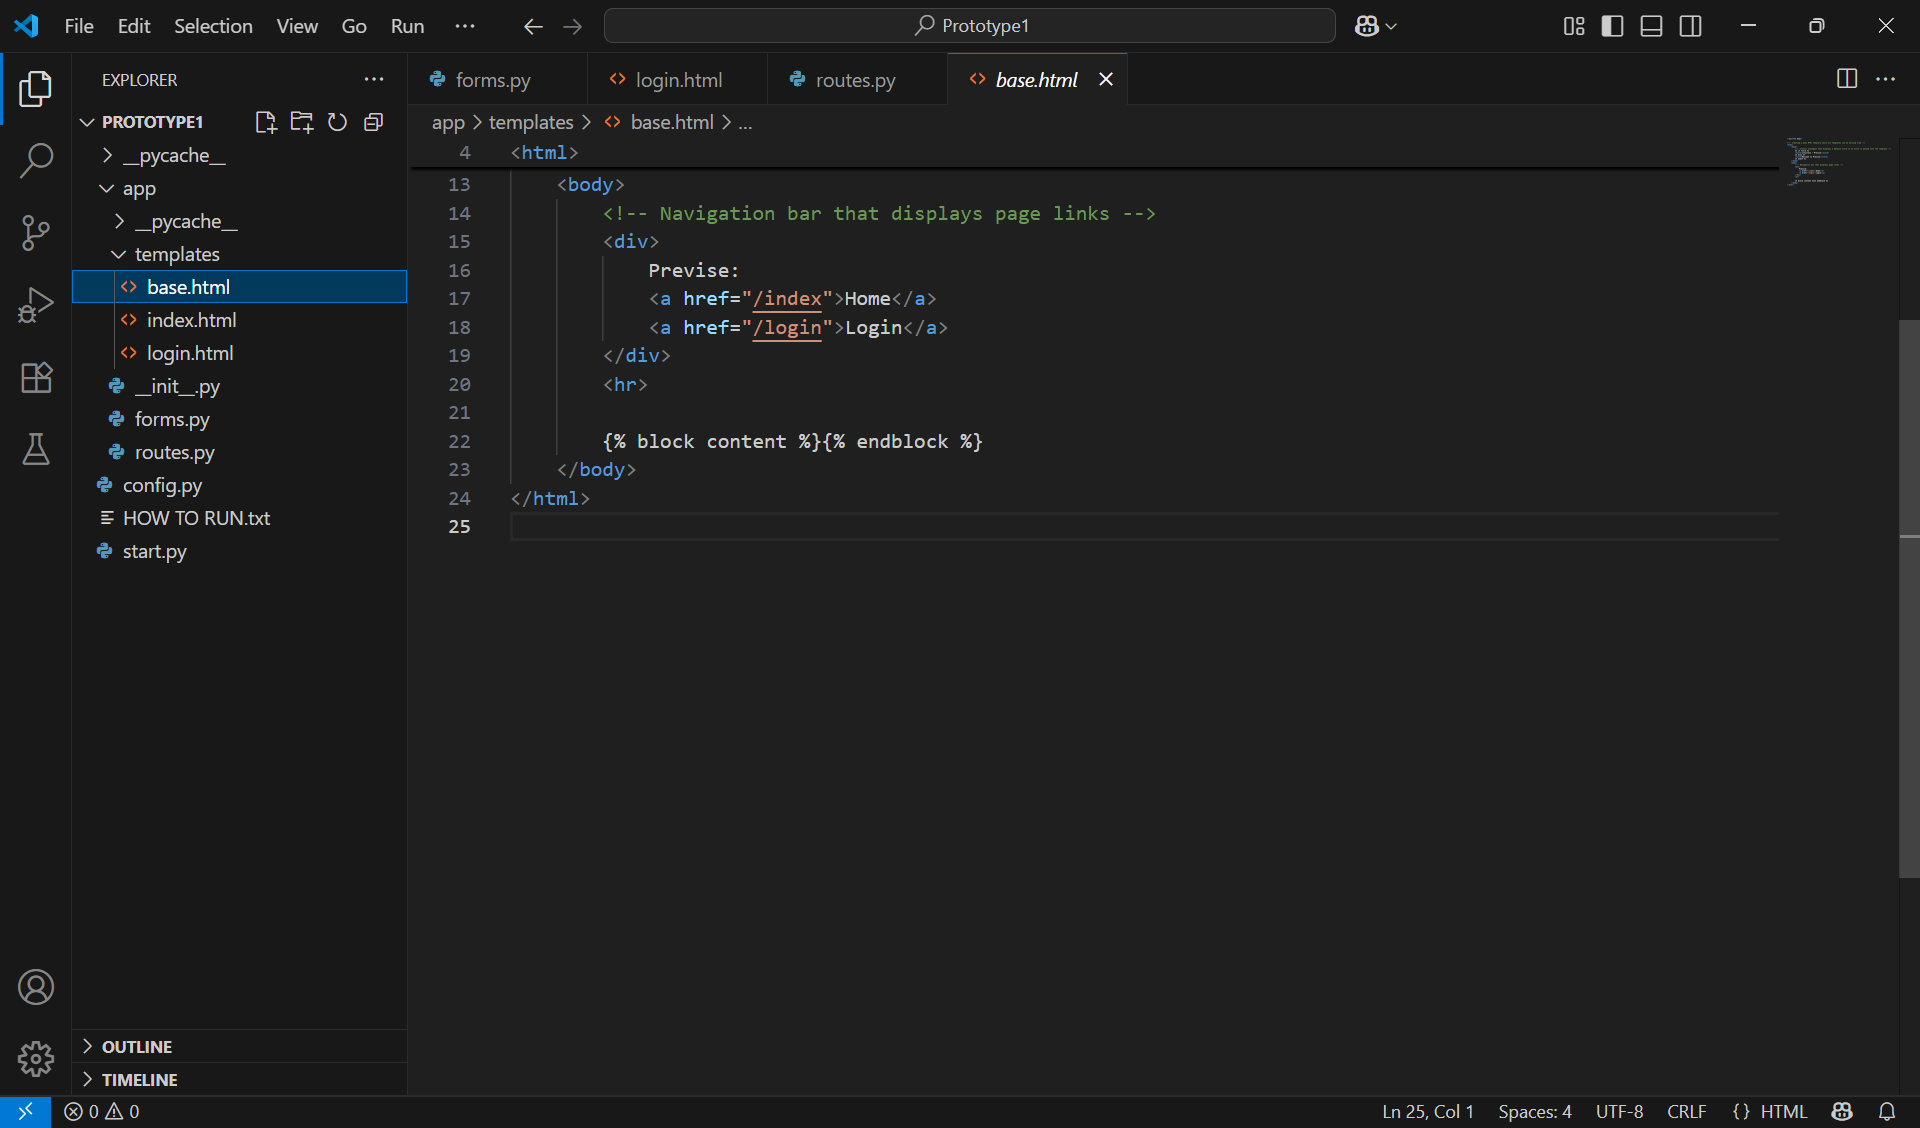 File Edit Selection View Go Run ...
Prototype1
EXPLORER
PROTOTYPE1
__pycache__
app
__pycache__
templates
base.html
index.html
login.html
__init__.py
forms.py
routes.py
config.py
HOW TO RUN.txt
start.py
OUTLINE
TIMELINE
forms.py login.html routes.py base.html
app > templates > base.html > ...
4 <html>
13 <body>
14 <!-- Navigation bar that displays page links -->
15 <div>
16 Previse:
17 <a href="/index">Home</a>
18 <a href="/login">Login</a>
19 </div>
20 <hr>
21
22 {% block content %}{% endblock %}
23 </body>
24 </html>
25
0 0 Ln 25, Col 1 Spaces: 4 UTF-8 CRLF {} HTML